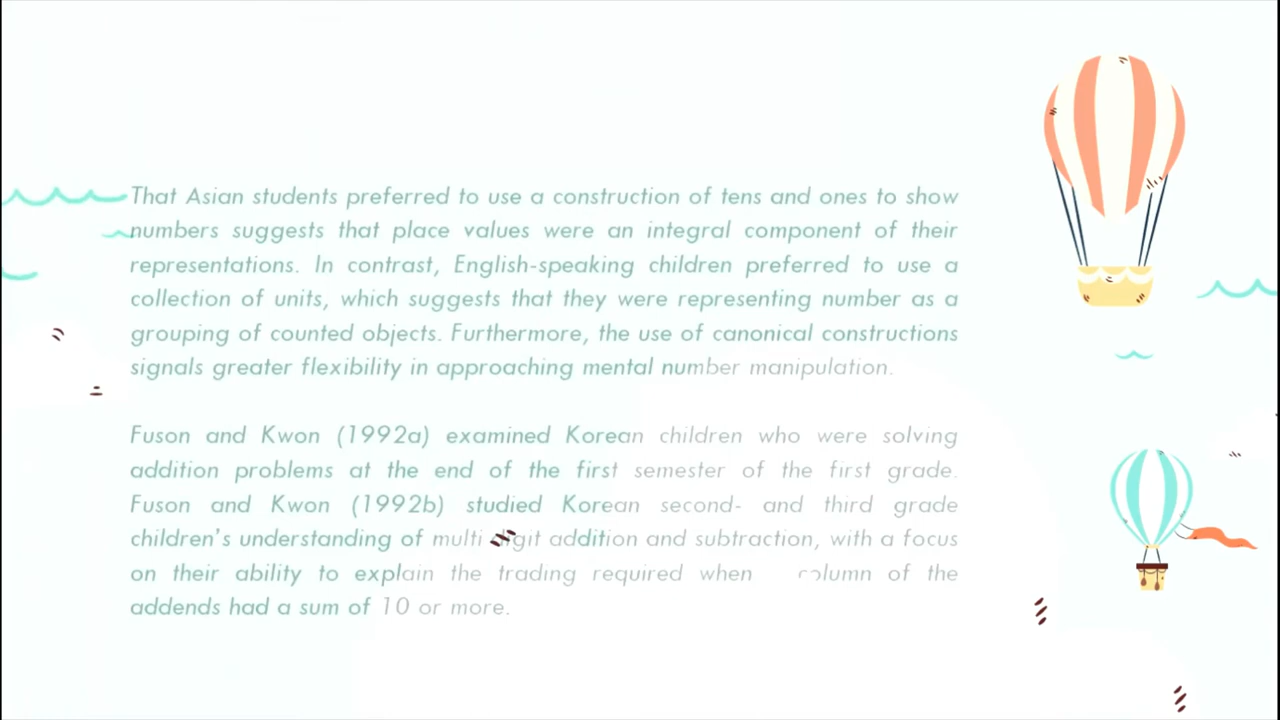 That Asian students preferred to use a construction of tens and ones to show
numbers suggests that place values were an integral component of their
representations. In contrast, English-speaking children preferred to use a
collection of units, which suggests that they were representing number as a
grouping of counted objects. Furthermore, the use of canonical constructions
signals greater flexibility in approaching mental number manipulation.
Fuson and Kwon (1992a) examined Korean children who were solving
addition problems at the end of the first semester of the first grade.
Fuson and Kwon (1992b) studied Korean second- and third grade
children's understanding of multi digit addition and subtraction, with a focus
on their ability to explain the trading required when column of the
addends had a sum of 10 or more.